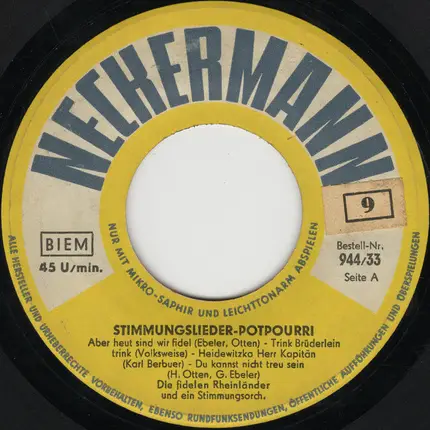 NECKERMANN
9
BIEM
45 U/min.
Bestell-Nr.
944/33
Seite A
NUR MIT MIKRO-SAPHIR UND LEICHTTONARM ABSPIELEN
STIMMUNGSLIEDER-POTPOURRI
Aber heut sind wir fidel (Ebeler, Otten) - Trink Brüderlein
trink (Volksweise) - Heidewitzka Herr Kapitän
(Karl Berbuer) - Du kannst nicht treu sein
(H. Otten, G. Ebeler)
Die fidelen Rheinländer
und ein Stimmungsorch.
ALLE HERSTELLER- UND URHEBERRECHTE VORBEHALTEN, EBENSO RUNDFUNKSENDUNGEN, ÖFFENTL. AUFFÜHRUNGEN UND ÜBERSPIELUNGEN